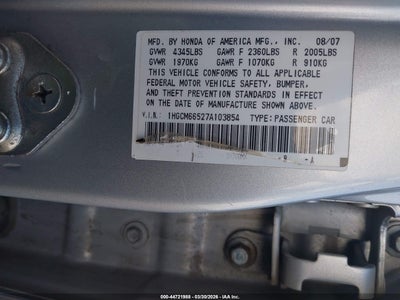 MFD. BY HONDA OF AMERICA MFG., INC. 08/07
GVWR 4345LBS GAWR F 2360LBS R 2005LBS
GVWR 1970KG GAWR F 1070KG R 910KG
THIS VEHICLE CONFORMS TO ALL APPLICABLE
FEDERAL MOTOR VEHICLE SAFETY, BUMPER,
AND THEFT PREVENTION STANDARDS IN EFFECT ON
THE DATE OF MANUFACTURE SHOWN ABOVE.
V.I.N.: 1HGCM66527A103854 TYPE: PASSENGER CAR
000-44721988 - 03/20/2026 - IAAI.COM